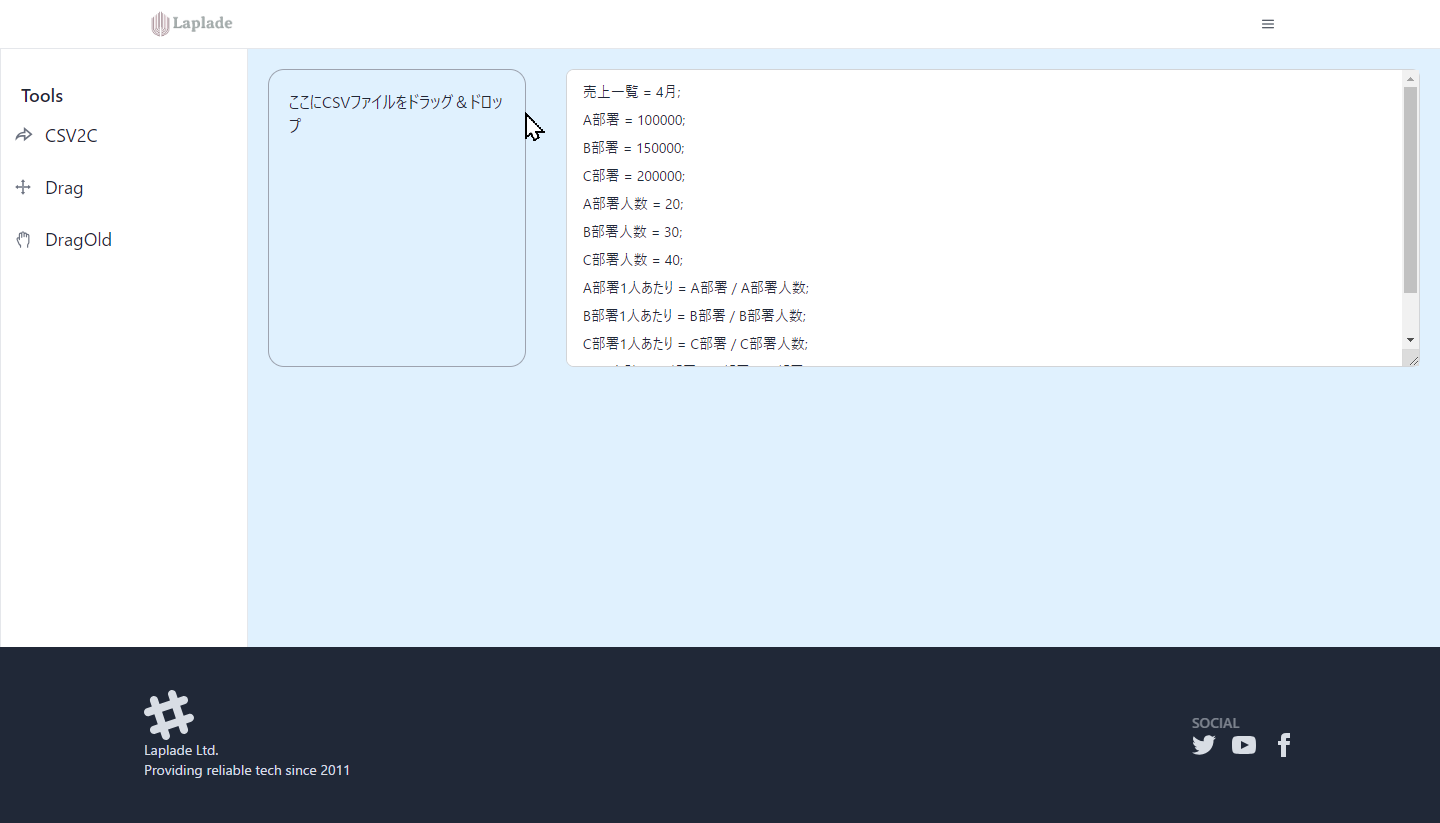 Laplade
Tools
CSV2C
Drag
DragOld
ここにCSVファイルをドラッグ＆ドロッ
プ
売上一覧 = 4月;
A部署 = 100000;
B部署 = 150000;
C部署 = 200000;
A部署人数 = 20;
B部署人数 = 30;
C部署人数 = 40;
A部署1人あたり = A部署 / A部署人数;
B部署1人あたり = B部署 / B部署人数;
C部署1人あたり = C部署 / C部署人数;
Laplade Ltd.
Providing reliable tech since 2011
SOCIAL